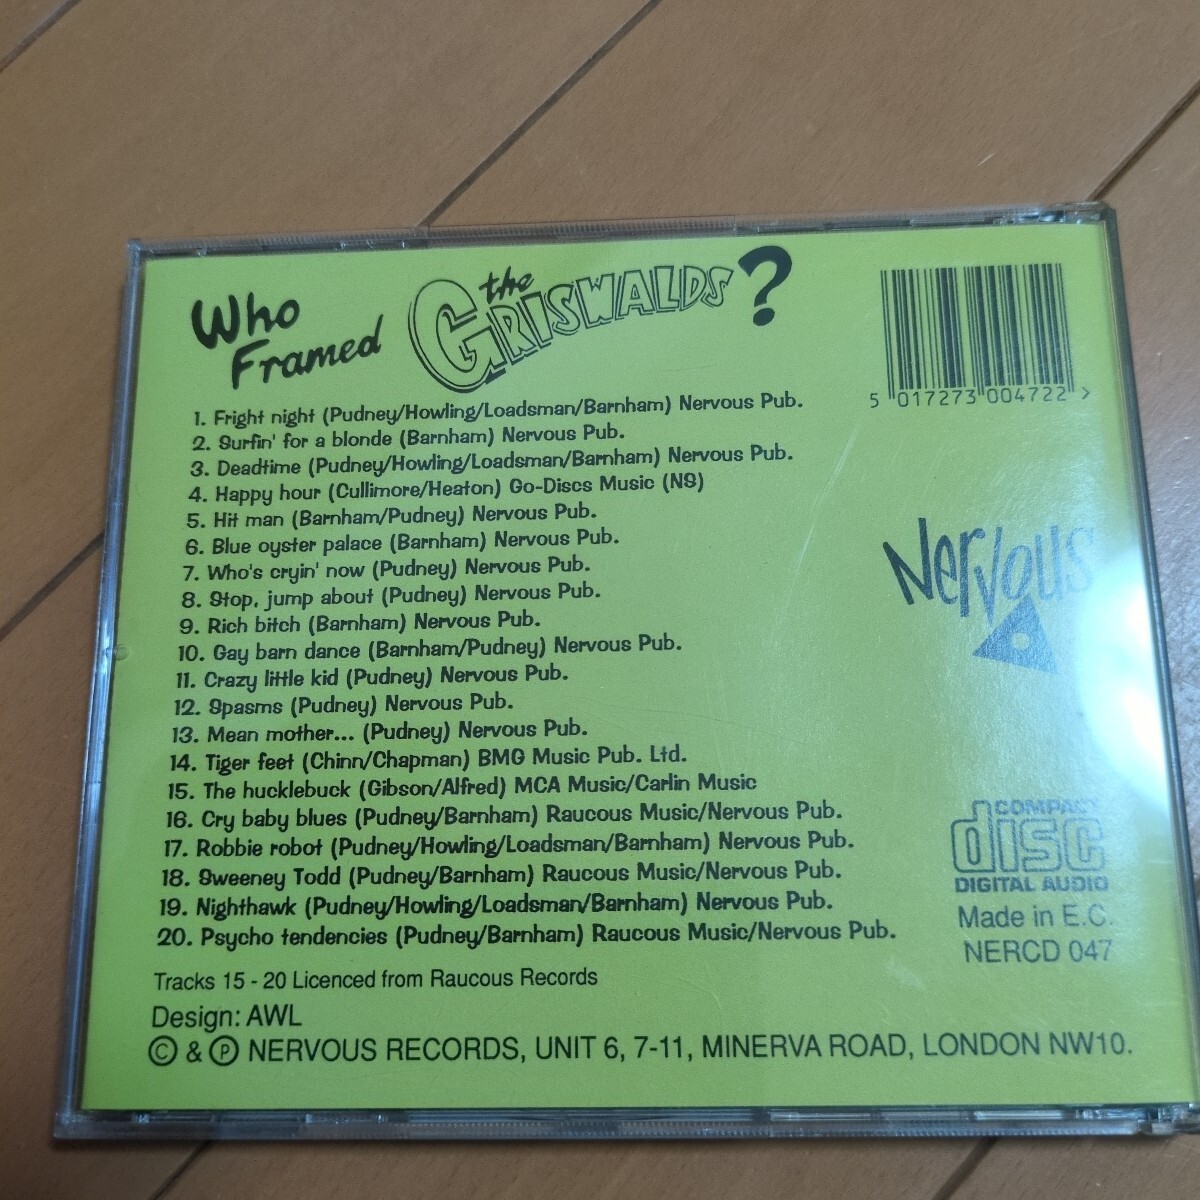 Who
Framed
the
GRISWALDS?
5 017273 004722 >
1. Fright night (Pudney/Howling/Loadsman/Barnham) Nervous Pub.
2. Surfin' for a blonde (Barnham) Nervous Pub.
3. Deadtime (Pudney/Howling/Loadsman/Barnham) Nervous Pub.
4. Happy hour (Cullimore/Heaton) Go-Discs Music (NS)
5. Hit man (Barnham/Pudney) Nervous Pub.
6. Blue oyster palace (Barnham) Nervous Pub.
7. Who's cryin' now (Pudney) Nervous Pub.
8. Stop, jump about (Pudney) Nervous Pub.
9. Rich bitch (Barnham) Nervous Pub.
10. Gay barn dance (Barnham/Pudney) Nervous Pub.
11. Crazy little kid (Pudney) Nervous Pub.
12. Spasms (Pudney) Nervous Pub.
13. Mean mother... (Pudney) Nervous Pub.
14. Tiger feet (Chinn/Chapman) BMG Music Pub. Ltd.
15. The hucklebuck (Gibson/Alfred) MCA Music/Carlin Music
16. Cry baby blues (Pudney/Barnham) Raucous Music/Nervous Pub.
17. Robbie robot (Pudney/Howling/Loadsman/Barnham) Nervous Pub.
18. Sweeney Todd (Pudney/Barnham) Raucous Music/Nervous Pub.
19. Nighthawk (Pudney/Howling/Loadsman/Barnham) Nervous Pub.
20. Psycho tendencies (Pudney/Barnham) Raucous Music/Nervous Pub.
Nervous
COMPACT
disc
DIGITAL AUDIO
Made in E.C.
NERCD 047
Tracks 15 - 20 Licenced from Raucous Records
Design: AWL
© & ℗ NERVOUS RECORDS, UNIT 6, 7-11, MINERVA ROAD, LONDON NW10.